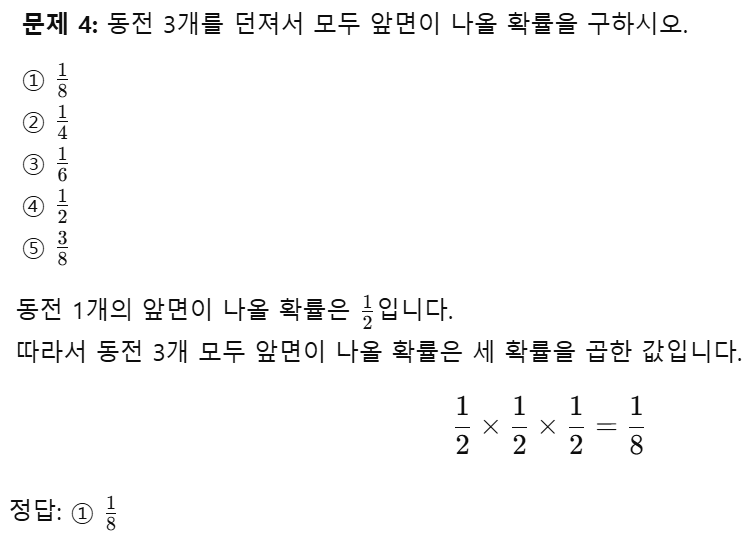 문제 4: 동전 3개를 던져서 모두 앞면이 나올 확률을 구하시오.
① 1/8
② 1/4
③ 1/6
④ 1/2
⑤ 3/8
동전 1개의 앞면이 나올 확률은 1/2입니다.
따라서 동전 3개 모두 앞면이 나올 확률은 세 확률을 곱한 값입니다.
1/2 × 1/2 × 1/2 = 1/8
정답: ① 1/8